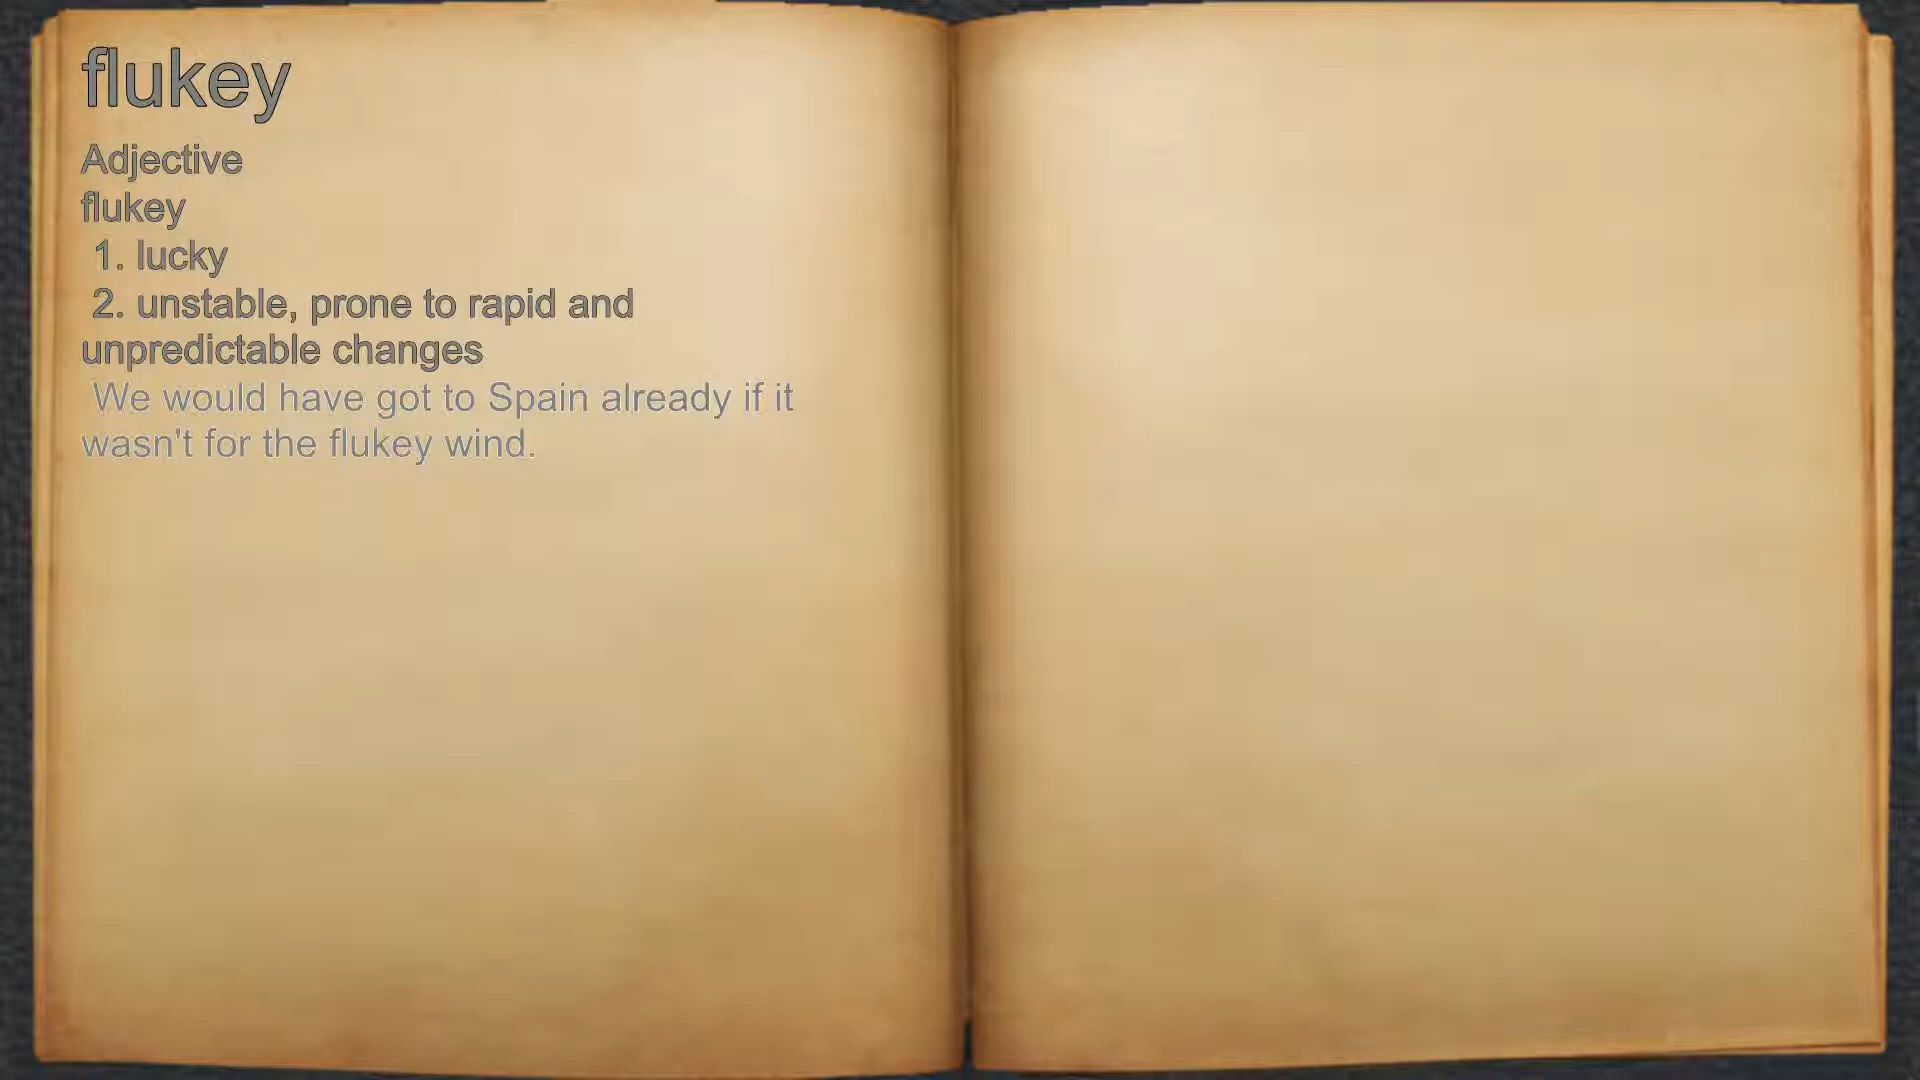 flukey
Adjective
flukey
1. lucky
2. unstable, prone to rapid and
unpredictable changes
We would have got to Spain already if it
wasn't for the flukey wind.